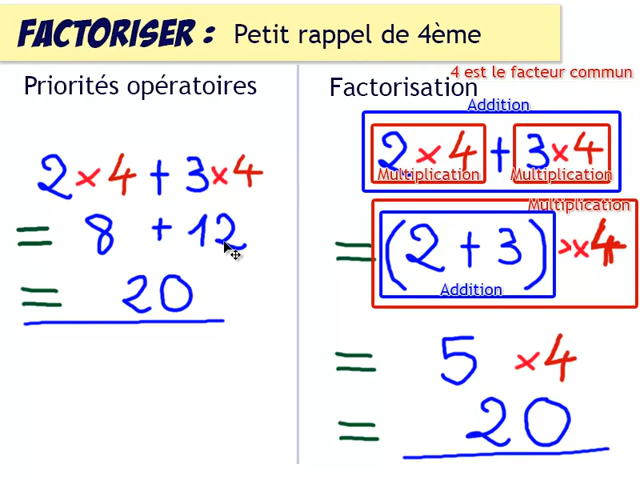 FACTORISER : Petit rappel de 4ème
Priorités opératoires
2 × 4 + 3 × 4
= 8 + 12
= 20
4 est le facteur commun
Factorisation
Addition
2 × 4 + 3 × 4
Multiplication Multiplication
Multiplication
= (2 + 3) × 4
Addition
= 5 × 4
= 20